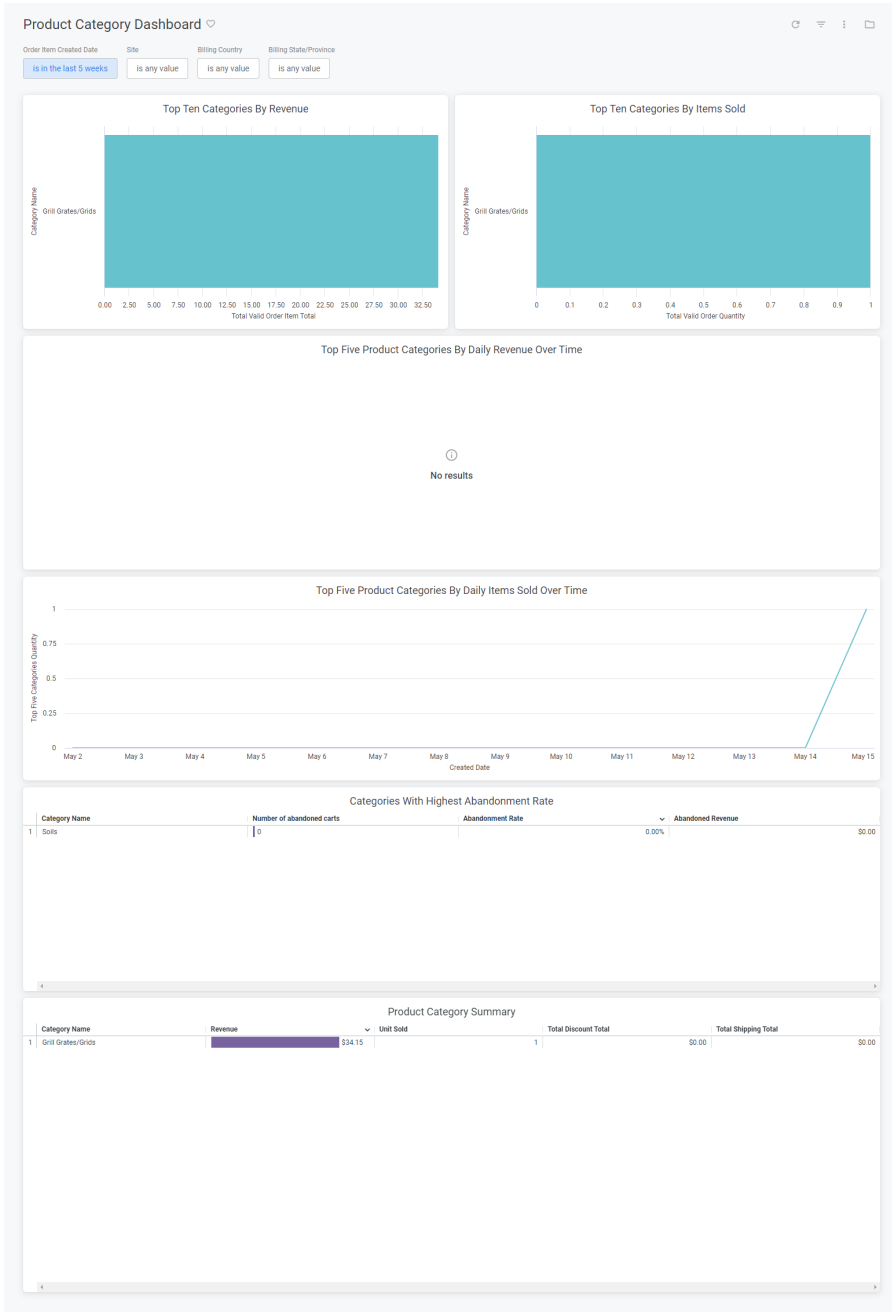 Product Category Dashboard
Order Item Created Date Site Billing Country Billing State/Province
is in the last 5 weeks is any value is any value is any value
Top Ten Categories By Revenue
Category Name
Grill Grates/Grids
0.00 2.50 5.00 7.50 10.00 12.50 15.00 17.50 20.00 22.50 25.00 27.50 30.00 32.50
Total Valid Order Item Total
Top Ten Categories By Items Sold
Category Name
Grill Grates/Grids
0 0.1 0.2 0.3 0.4 0.5 0.6 0.7 0.8 0.9 1
Total Valid Order Quantity
Top Five Product Categories By Daily Revenue Over Time
No results
Top Five Product Categories By Daily Items Sold Over Time
Top Five Categories Quantity
1
0.75
0.5
0.25
0
May 2 May 3 May 4 May 5 May 6 May 7 May 8 May 9 May 10 May 11 May 12 May 13 May 14 May 15
Created Date
Categories With Highest Abandonment Rate
Category Name Number of abandoned carts Abandonment Rate Abandoned Revenue
1 Soils 0 0.00% $0.00
Product Category Summary
Category Name Revenue Unit Sold Total Discount Total Total Shipping Total
1 Grill Grates/Grids $34.15 1 $0.00 $0.00